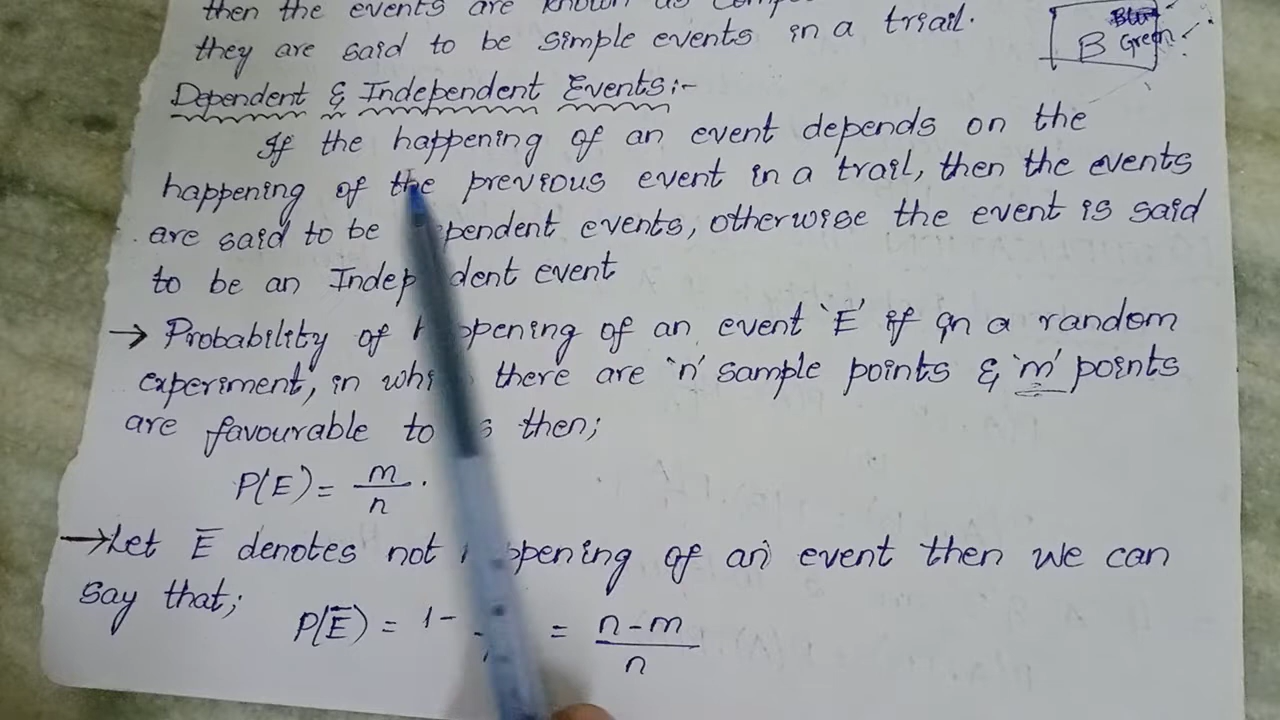 then the events are known as
they are said to be simple events in a triail.
B Green
Dependent & Independent Events:-
If the happening of an event depends on the
happening of the previous event in a trail, then the events
are said to be pendent events, otherwise the event is said
to be an Indep dent event
→ Probability of ppening of an event 'E' if in a random
experiment, in whi there are 'n' sample points & 'm' points
are favourable to then;
P(E) = m/n.
→ Let E̅ denotes not ppening of an event then we can
say that;
P(E̅) = 1 - = n-m/n